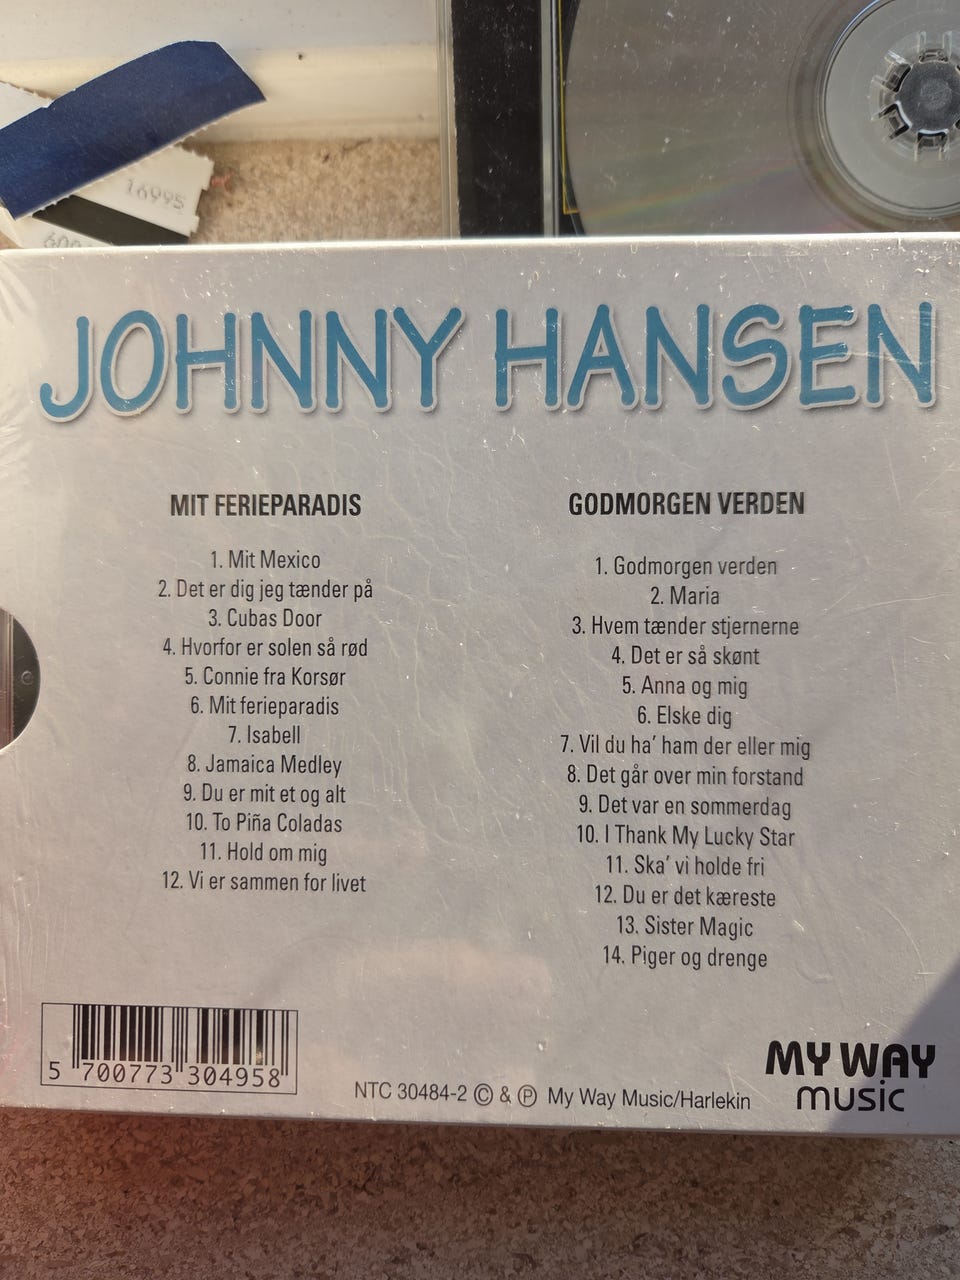 16995
600
JOHNNY HANSEN
MIT FERIEPARADIS
1. Mit Mexico
2. Det er dig jeg tænder på
3. Cubas Door
4. Hvorfor er solen så rød
5. Connie fra Korsør
6. Mit ferieparadis
7. Isabell
8. Jamaica Medley
9. Du er mit et og alt
10. To Piña Coladas
11. Hold om mig
12. Vi er sammen for livet
GODMORGEN VERDEN
1. Godmorgen verden
2. Maria
3. Hvem tænder stjernerne
4. Det er så skønt
5. Anna og mig
6. Elske dig
7. Vil du ha' ham der eller mig
8. Det går over min forstand
9. Det var en sommerdag
10. I Thank My Lucky Star
11. Ska' vi holde fri
12. Du er det kæreste
13. Sister Magic
14. Piger og drenge
5 700773 304958
NTC 30484-2 © & ℗ My Way Music/Harlekin
MY WAY
music